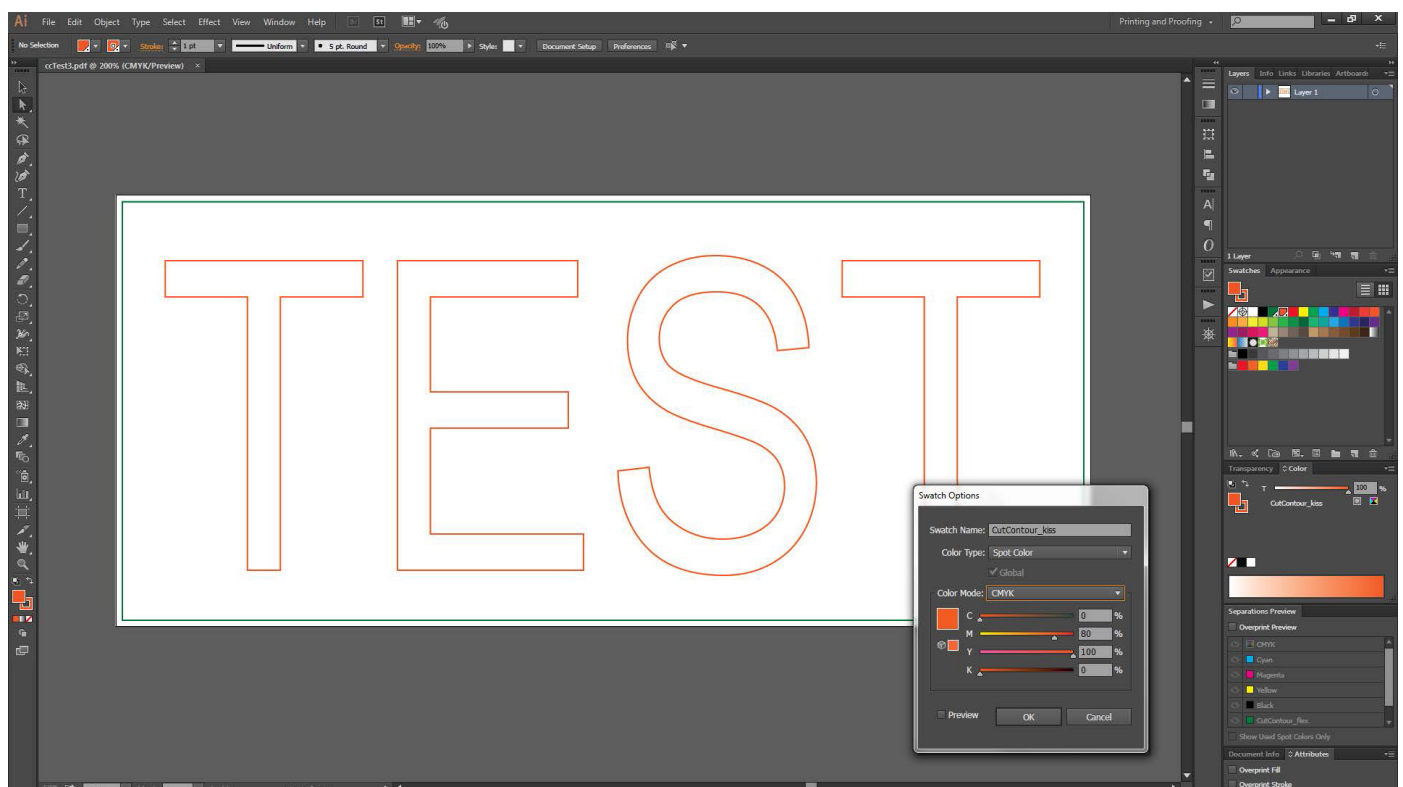 Ai File Edit Object Type Select Effect View Window Help Br St Printing and Proofing
No Selection Stroke: 1 pt Uniform 5 pt. Round Opacity: 100% Style: Document Setup Preferences
ccTest3.pdf @ 200% (CMYK/Preview) ×
Layers Info Links Libraries Artboards
Layer 1
1 Layer
Swatches Appearance
TEST
Transparency Color
T 100 %
CutContour_kiss
Swatch Options
Swatch Name: CutContour_kiss
Color Type: Spot Color
Global
Color Mode: CMYK
C 0 %
M 80 %
Y 100 %
K 0 %
Preview OK Cancel
Separations Preview
Overprint Preview
CMYK
Cyan
Magenta
Yellow
Black
CutContour_flex
Show Used Spot Colors Only
Document Info Attributes
Overprint Fill
Overprint Stroke